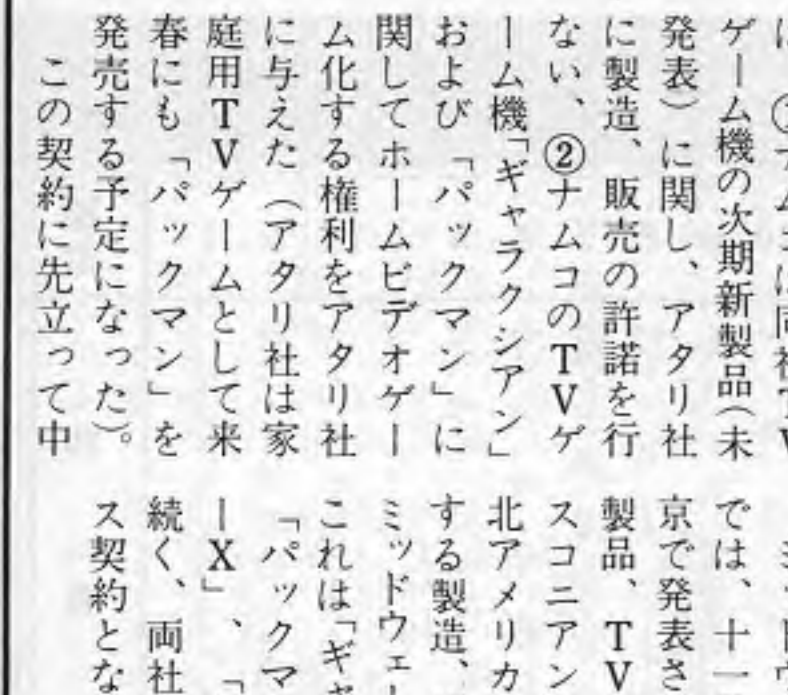 ゲーム機の次期新製品(未
発表)に関し、アタリ社
に製造、販売の許諾を行
ない、②ナムコのTVゲ
ーム機「ギャラクシアン」
および「パックマン」に
関してホームビデオゲー
ム化する権利をアタリ社
に与えた(アタリ社は家
庭用TVゲームとして来
春にも「パックマン」を
発売する予定になった)。
この契約に先立って中
では、十一
京で発表さ
製品、TV
スコニアン
北アメリカ
する製造、
ミッドウェー
これは「ギャ
「パックマ
ーX」、「
続く、両社
ス契約とな